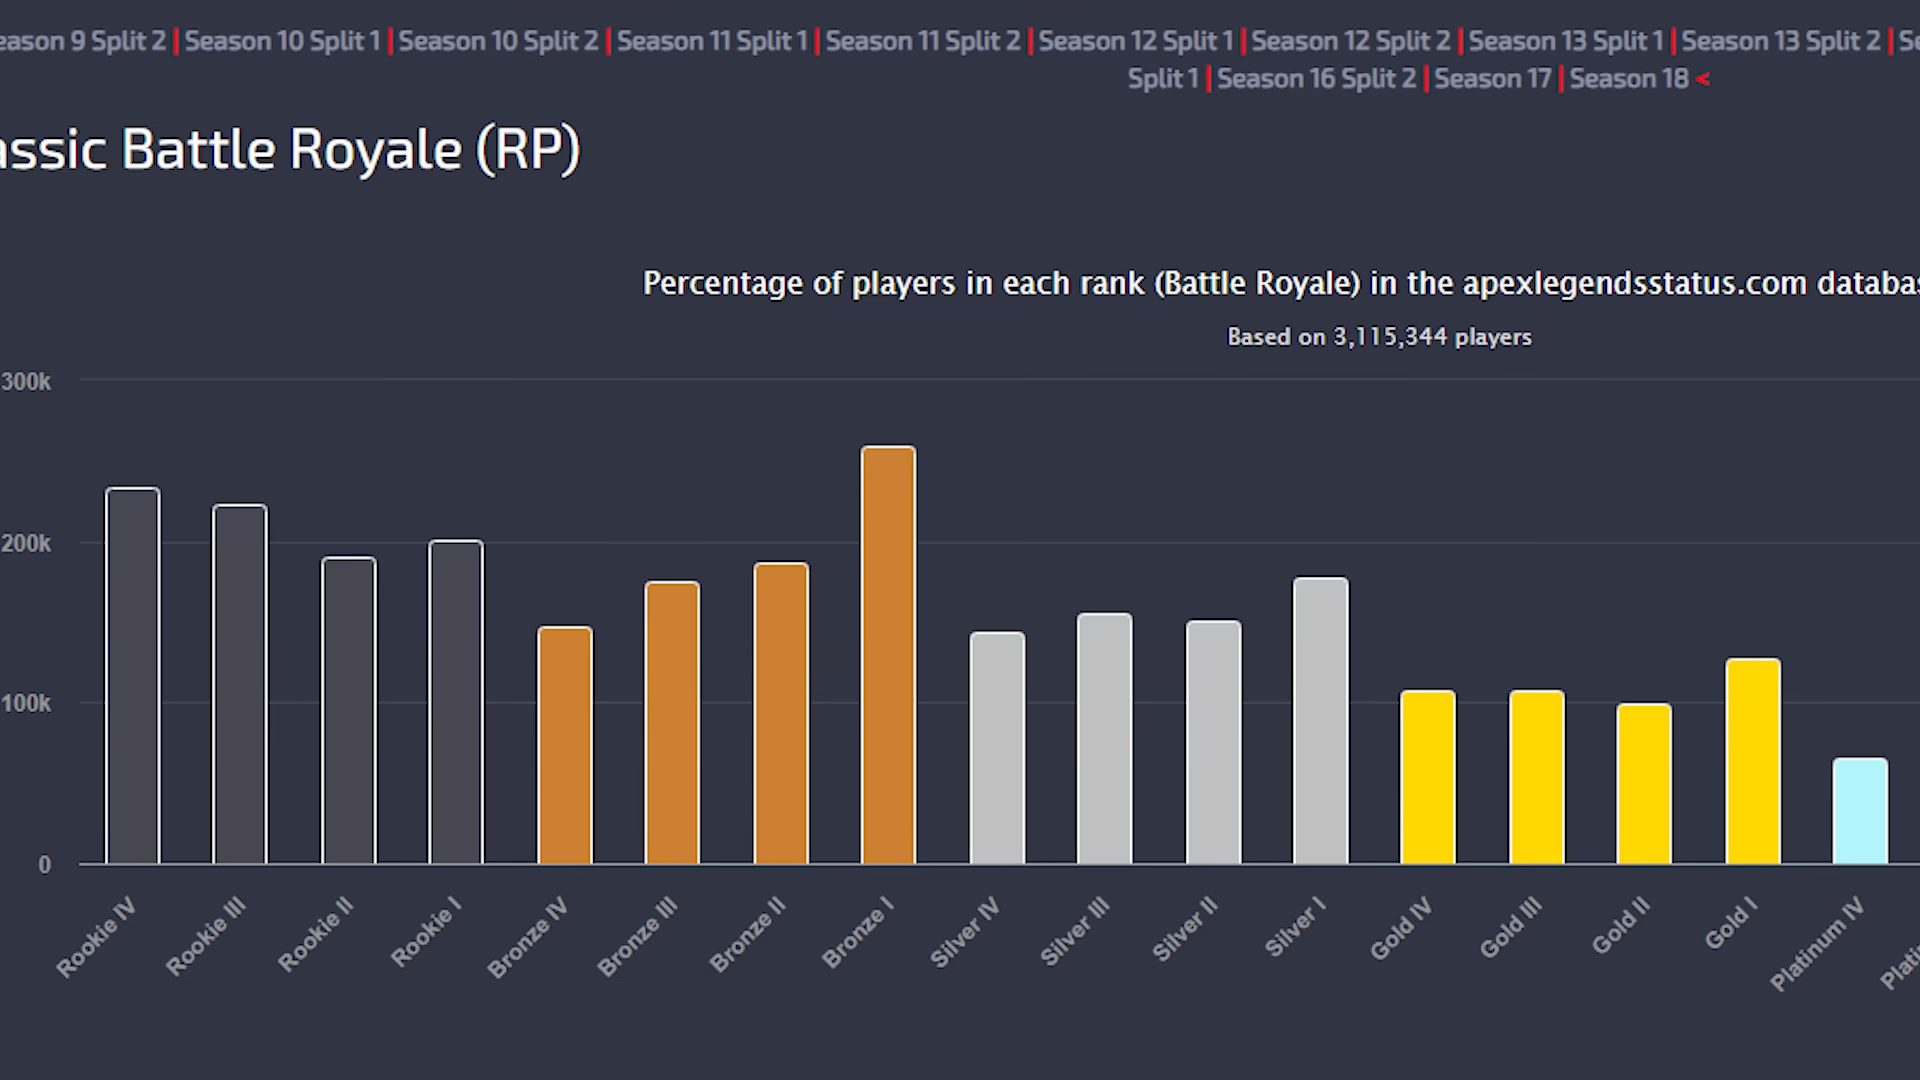 eason 9 Split 2 | Season 10 Split 1 | Season 10 Split 2 | Season 11 Split 1 | Season 11 Split 2 | Season 12 Split 1 | Season 12 Split 2 | Season 13 Split 1 | Season 13 Split 2 | Se
Split 1 | Season 16 Split 2 | Season 17 | Season 18 <
assic Battle Royale (RP)
Percentage of players in each rank (Battle Royale) in the apexlegendsstatus.com databas
Based on 3,115,344 players
300k
200k
100k
0
Rookie IV
Rookie III
Rookie II
Rookie I
Bronze IV
Bronze III
Bronze II
Bronze I
Silver IV
Silver III
Silver II
Silver I
Gold IV
Gold III
Gold II
Gold I
Platinum IV
Plati